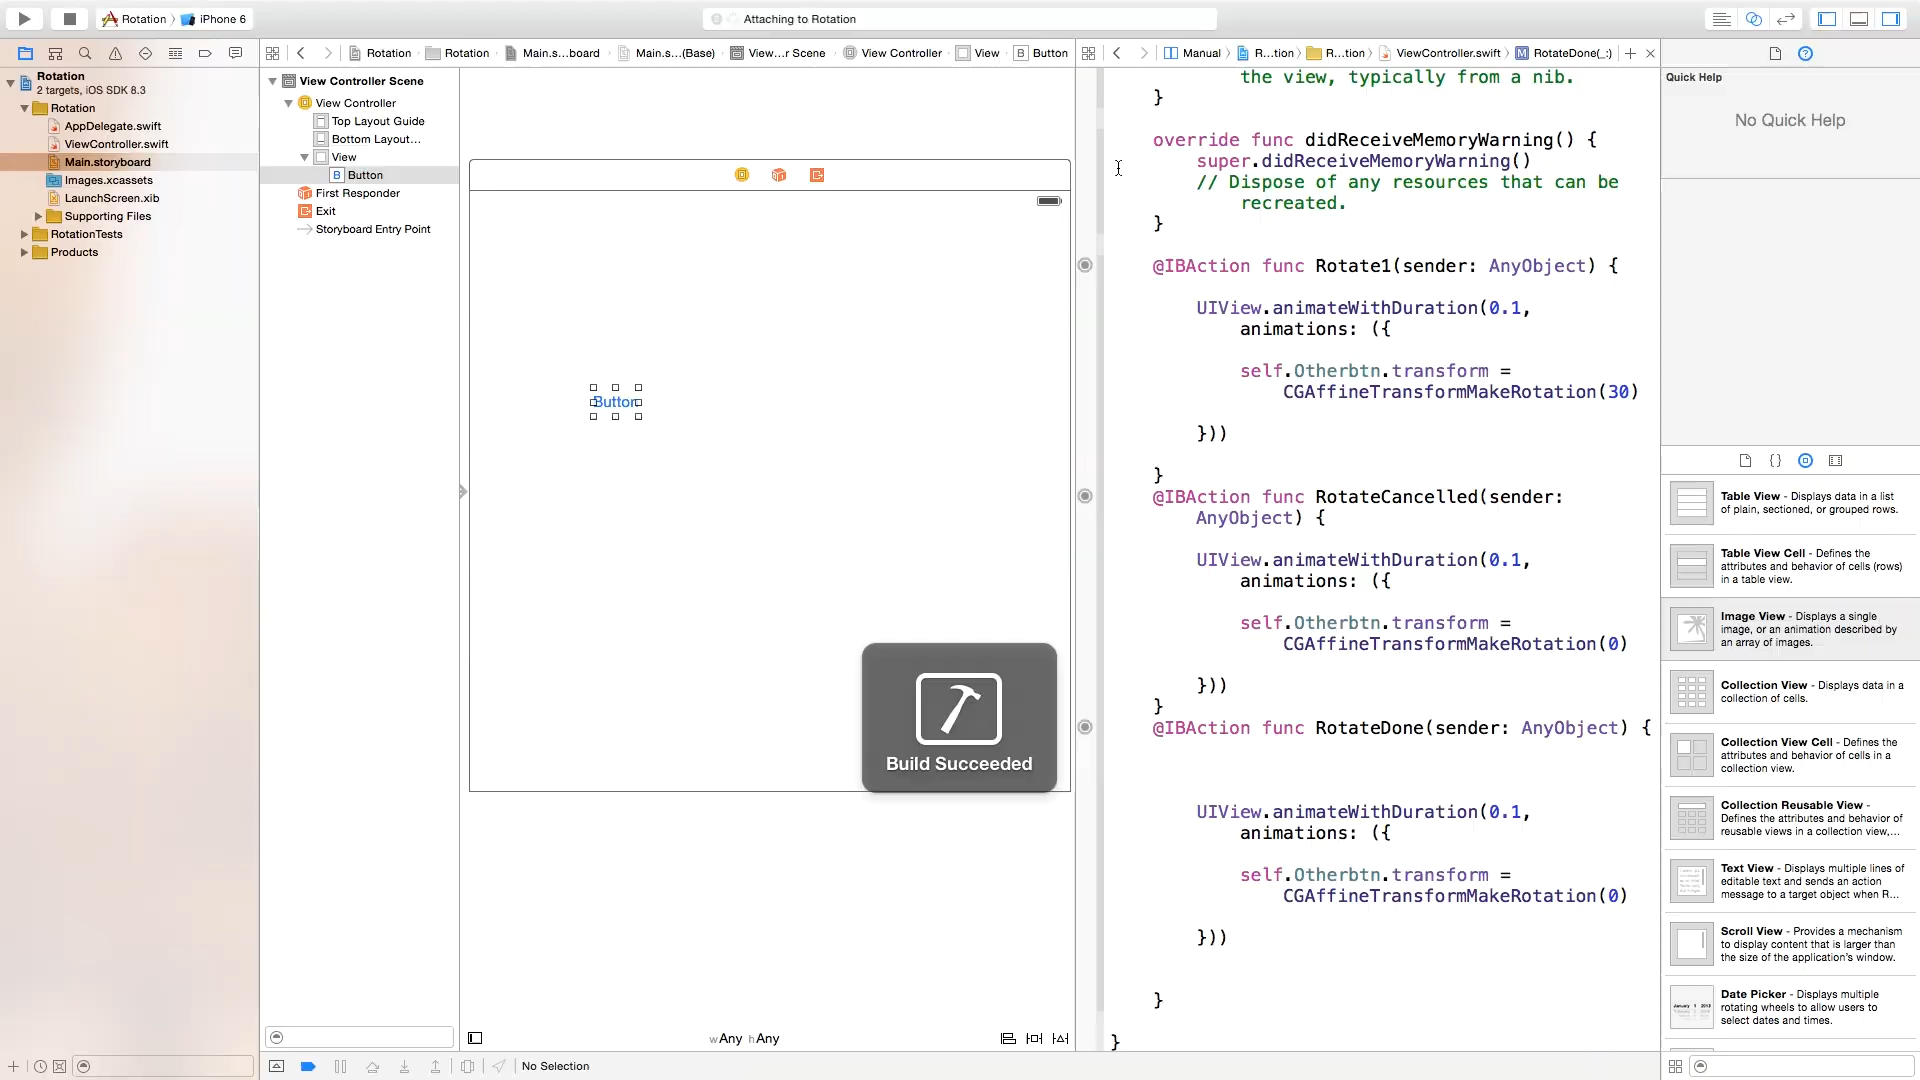 Rotation
iPhone 6
Attaching to Rotation
Rotation
Rotation
Main.s...board
Main.s...(Base)
View...r Scene
View Controller
View
Button
Manual
R...tion
R...tion
ViewController.swift
RotateDone(_:)
Rotation
2 targets, iOS SDK 8.3
Rotation
AppDelegate.swift
ViewController.swift
Main.storyboard
Images.xcassets
LaunchScreen.xib
Supporting Files
RotationTests
Products
View Controller Scene
View Controller
Top Layout Guide
Bottom Layout...
View
B Button
First Responder
Exit
Storyboard Entry Point
Button
Build Succeeded
wAny hAny
No Selection
the view, typically from a nib.
}
override func didReceiveMemoryWarning() {
super.didReceiveMemoryWarning()
// Dispose of any resources that can be
recreated.
}
@IBAction func Rotate1(sender: AnyObject) {
UIView.animateWithDuration(0.1,
animations: ({
self.Otherbtn.transform =
CGAffineTransformMakeRotation(30)
}))
}
@IBAction func RotateCancelled(sender:
AnyObject) {
UIView.animateWithDuration(0.1,
animations: ({
self.Otherbtn.transform =
CGAffineTransformMakeRotation(0)
}))
}
@IBAction func RotateDone(sender: AnyObject) {
UIView.animateWithDuration(0.1,
animations: ({
self.Otherbtn.transform =
CGAffineTransformMakeRotation(0)
}))
}
}
Quick Help
No Quick Help
Table View - Displays data in a list
of plain, sectioned, or grouped rows.
Table View Cell - Defines the
attributes and behavior of cells (rows)
in a table view.
Image View - Displays a single
image, or an animation described by
an array of images.
Collection View - Displays data in a
collection of cells.
Collection View Cell - Defines the
attributes and behavior of cells in a
collection view.
Collection Reusable View -
Defines the attributes and behavior of
reusable views in a collection view,...
Text View - Displays multiple lines of
editable text and sends an action
message to a target object when R...
Scroll View - Provides a mechanism
to display content that is larger than
the size of the application's window.
Date Picker - Displays multiple
rotating wheels to allow users to
select dates and times.